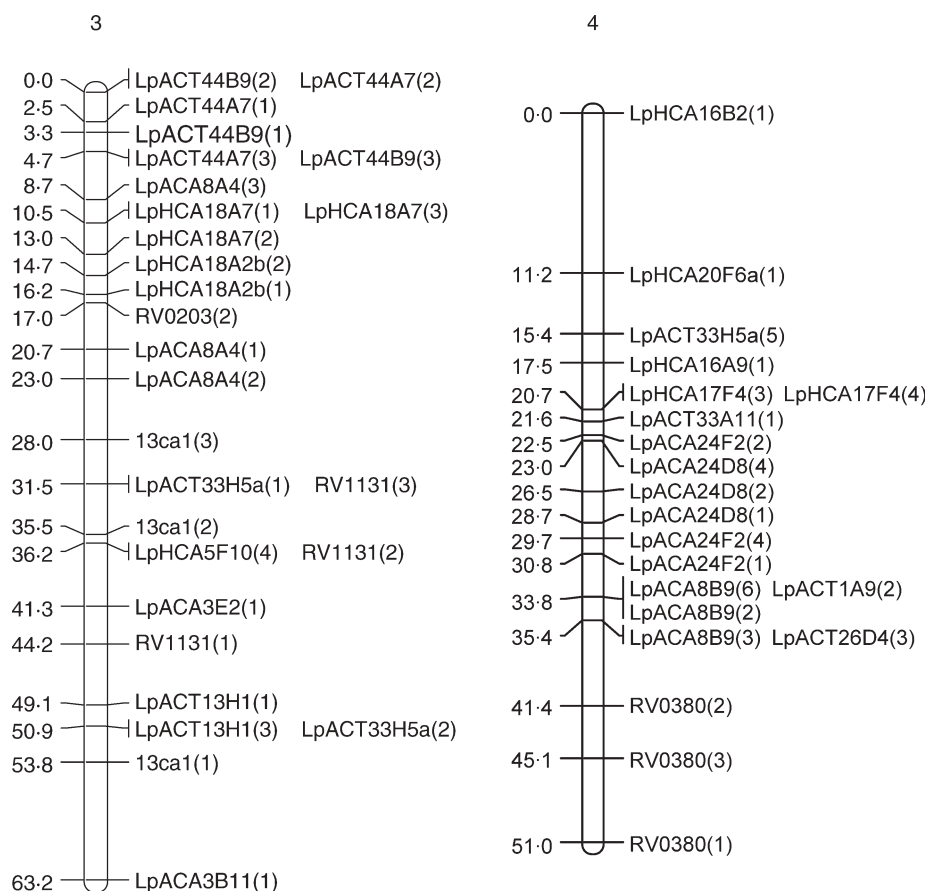 3
0·0 LpACT44B9(2) LpACT44A7(2)
2·5 LpACT44A7(1)
3·3 LpACT44B9(1)
4·7 LpACT44A7(3) LpACT44B9(3)
8·7 LpACA8A4(3)
10·5 LpHCA18A7(1) LpHCA18A7(3)
13·0 LpHCA18A7(2)
14·7 LpHCA18A2b(2)
16·2 LpHCA18A2b(1)
17·0 RV0203(2)
20·7 LpACA8A4(1)
23·0 LpACA8A4(2)
28·0 13ca1(3)
31·5 LpACT33H5a(1) RV1131(3)
35·5 13ca1(2)
36·2 LpHCA5F10(4) RV1131(2)
41·3 LpACA3E2(1)
44·2 RV1131(1)
49·1 LpACT13H1(1)
50·9 LpACT13H1(3) LpACT33H5a(2)
53·8 13ca1(1)
63·2 LpACA3B11(1)
4
0·0 LpHCA16B2(1)
11·2 LpHCA20F6a(1)
15·4 LpACT33H5a(5)
17·5 LpHCA16A9(1)
20·7 LpHCA17F4(3) LpHCA17F4(4)
21·6 LpACT33A11(1)
22·5 LpACA24F2(2)
23·0 LpACA24D8(4)
26·5 LpACA24D8(2)
28·7 LpACA24D8(1)
29·7 LpACA24F2(4)
30·8 LpACA24F2(1)
33·8 LpACA8B9(6) LpACT1A9(2)
LpACA8B9(2)
35·4 LpACA8B9(3) LpACT26D4(3)
41·4 RV0380(2)
45·1 RV0380(3)
51·0 RV0380(1)